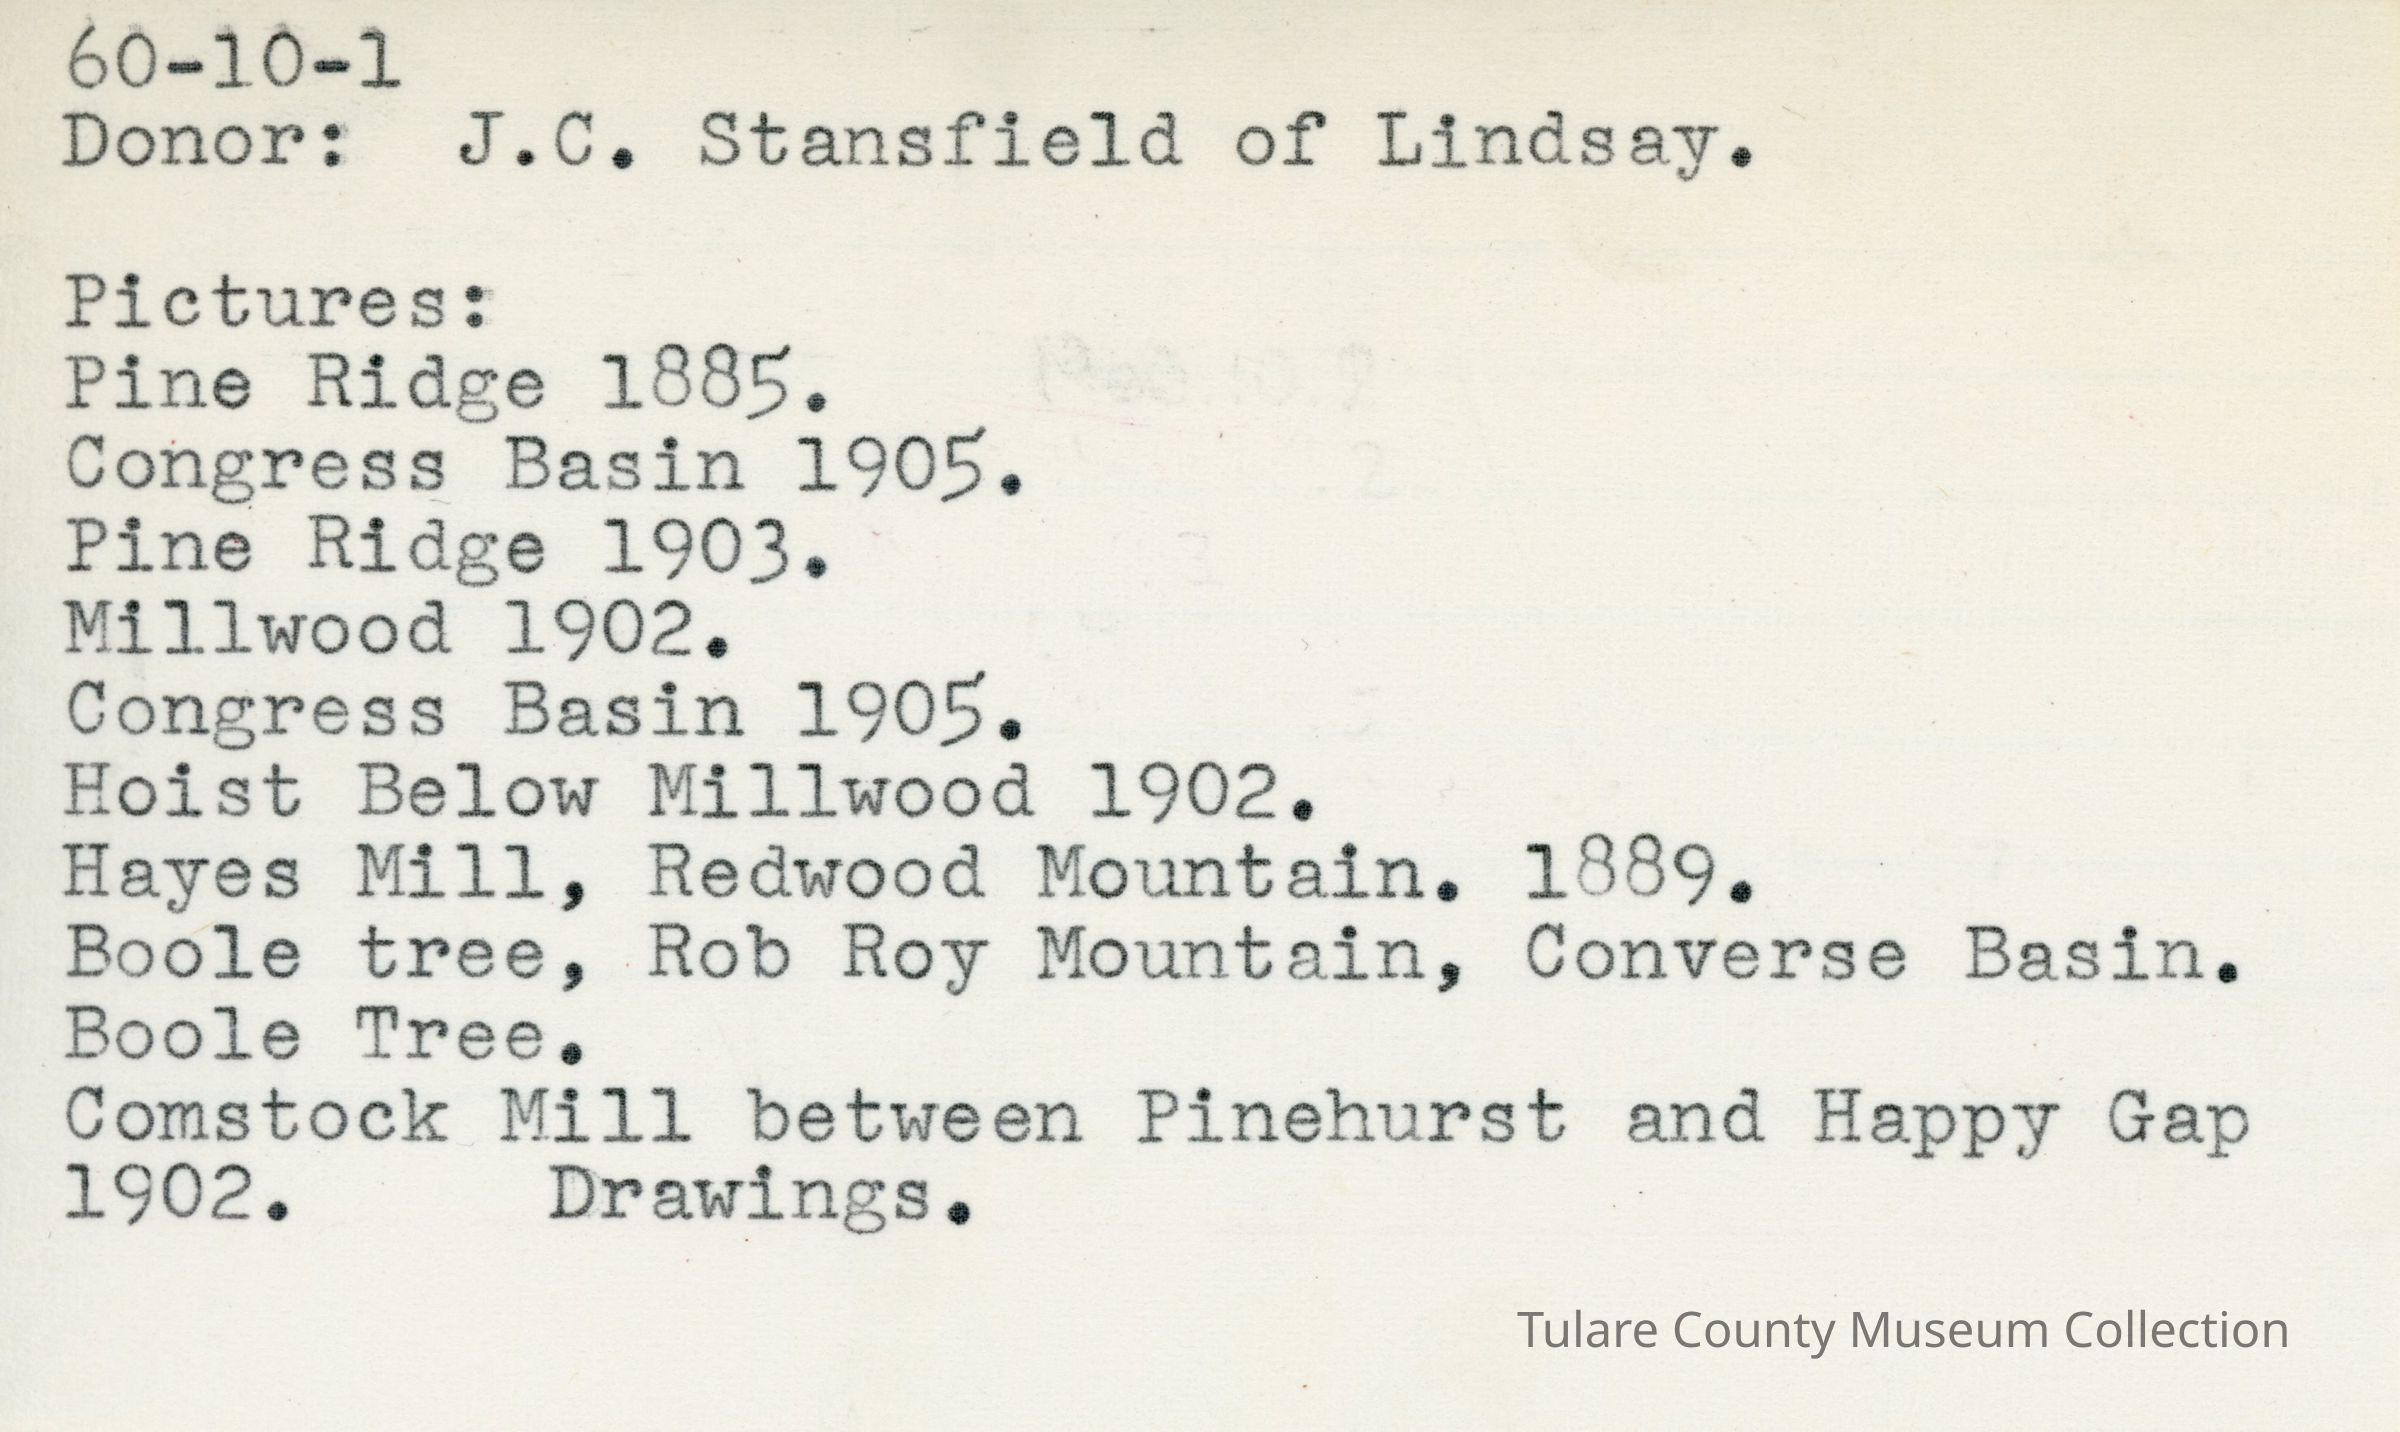 60-10-1
Donor: J.C. Stansfield of Lindsay.
Pictures:
Pine Ridge 1885.
Congress Basin 1905.
Pine Ridge 1903.
Millwood 1902.
Congress Basin 1905.
Hoist Below Millwood 1902.
Hayes Mill, Redwood Mountain. 1889.
Boole tree, Rob Roy Mountain, Converse Basin.
Boole Tree.
Comstock Mill between Pinehurst and Happy Gap
1902. Drawings.
Tulare County Museum Collection